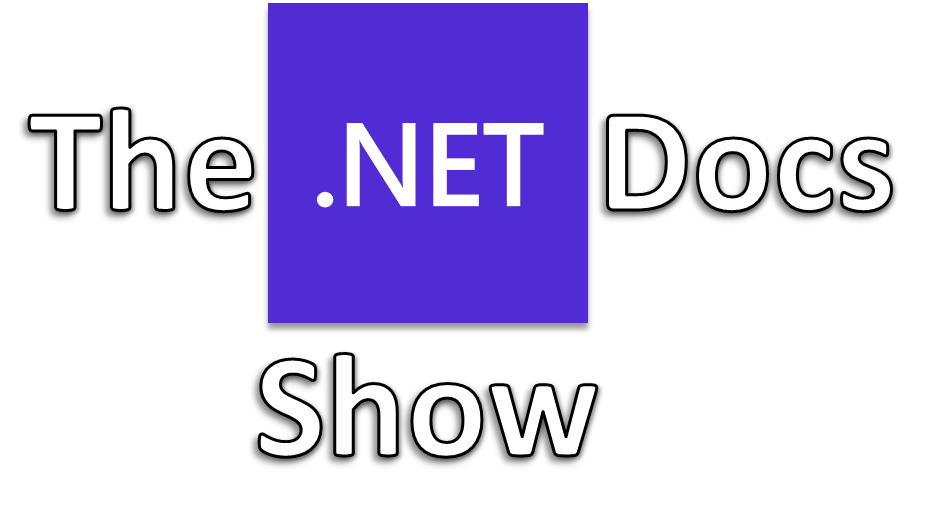 The .NET Docs
Show